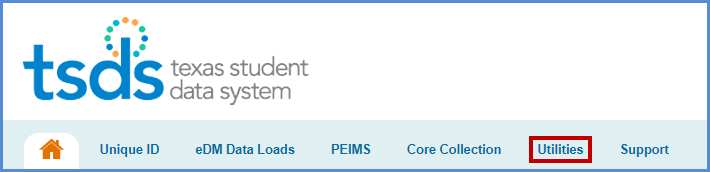 tsds texas student
data system
Unique ID eDM Data Loads PEIMS Core Collection Utilities Support